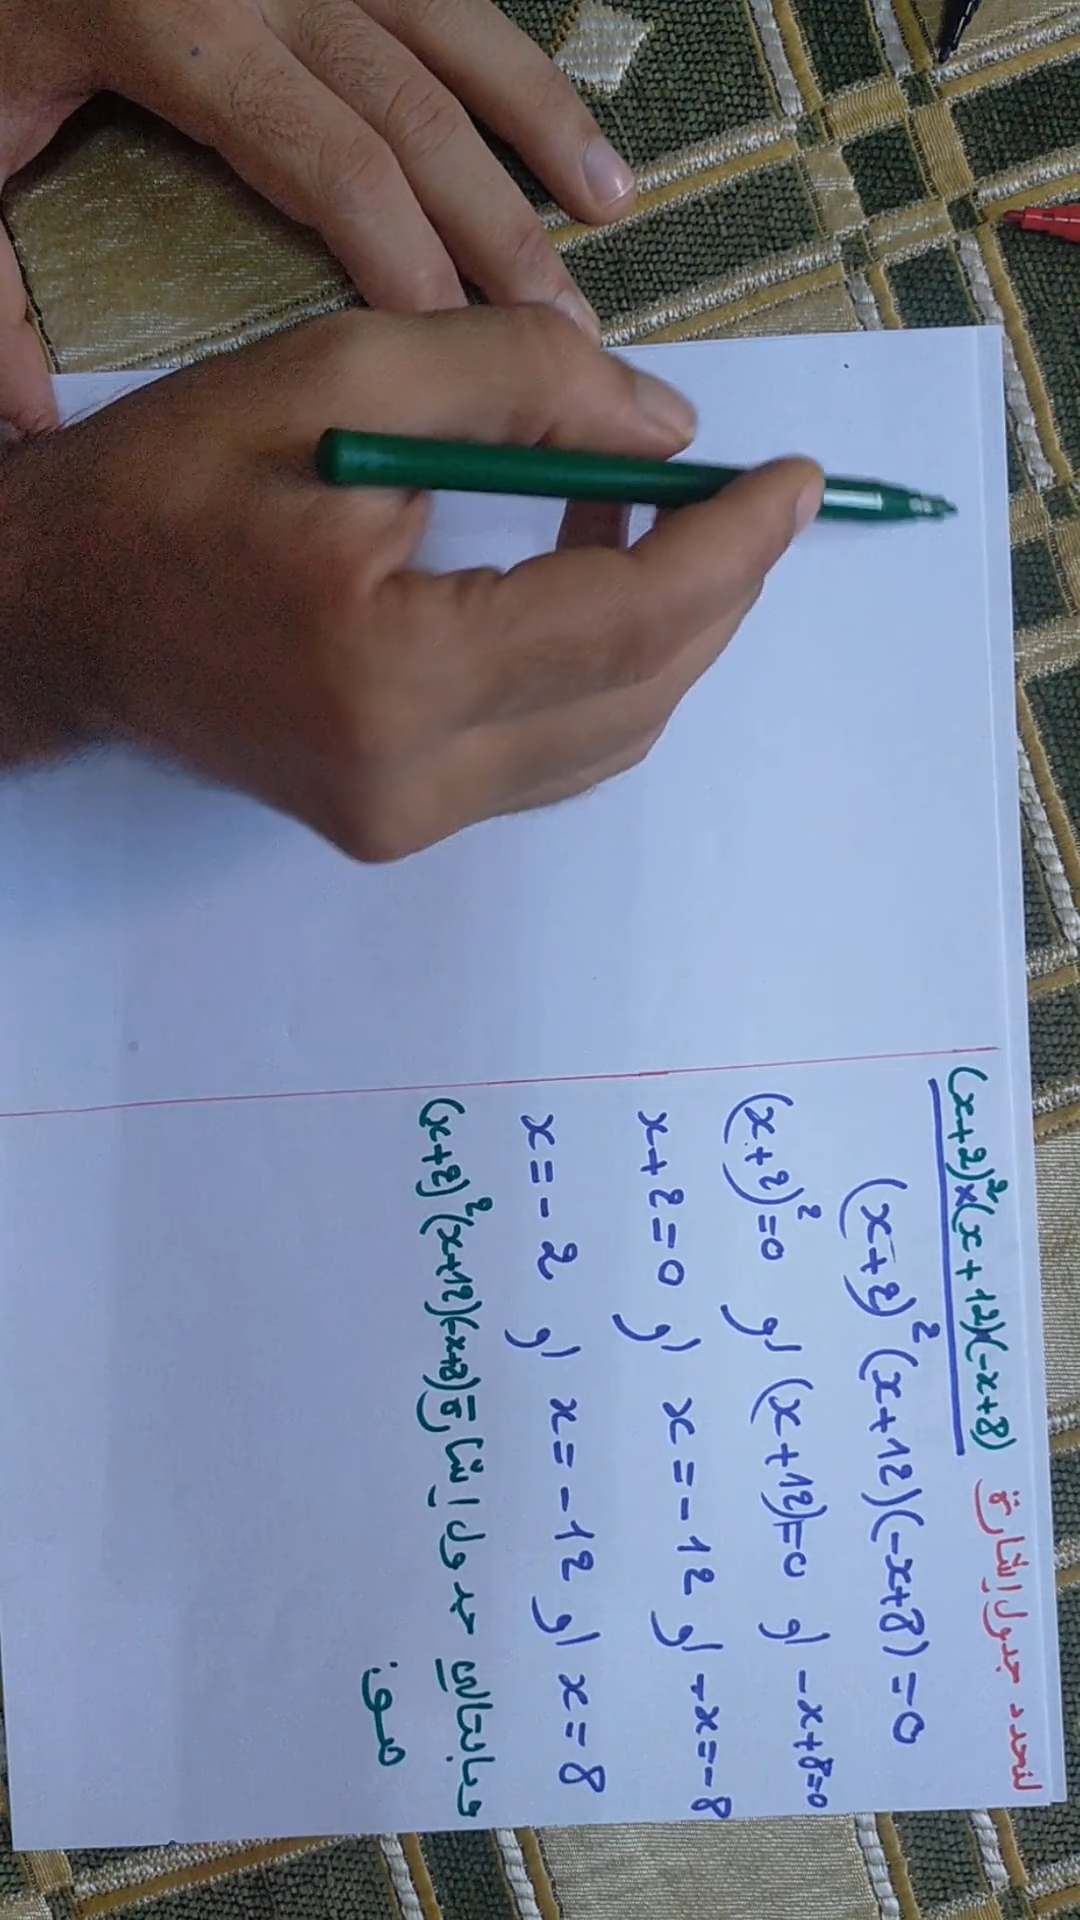 لنحدد جدول إشارة (x+2)²×(x+12)(-x+8)
(x+2)²(x+12)(-x+8)=0
(x+2)²=0 أو (x+12)=0 أو -x+8=0
x+2=0 أو x=-12 أو -x=-8
x=-2 أو x=-12 أو x=8
وبالتالي جدول إشارة (x+2)²(x+12)(-x+8)
هو: